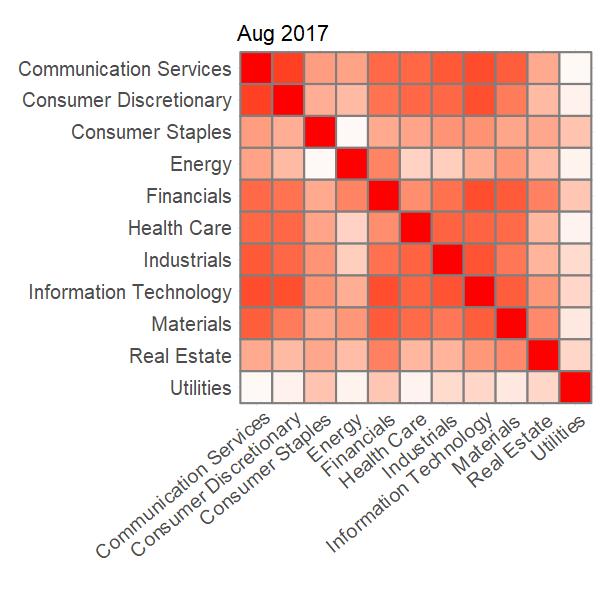 Aug 2017
Communication Services
Consumer Discretionary
Consumer Staples
Energy
Financials
Health Care
Industrials
Information Technology
Materials
Real Estate
Utilities
Communication Services
Consumer Discretionary
Consumer Staples
Energy
Financials
Health Care
Industrials
Information Technology
Materials
Real Estate
Utilities